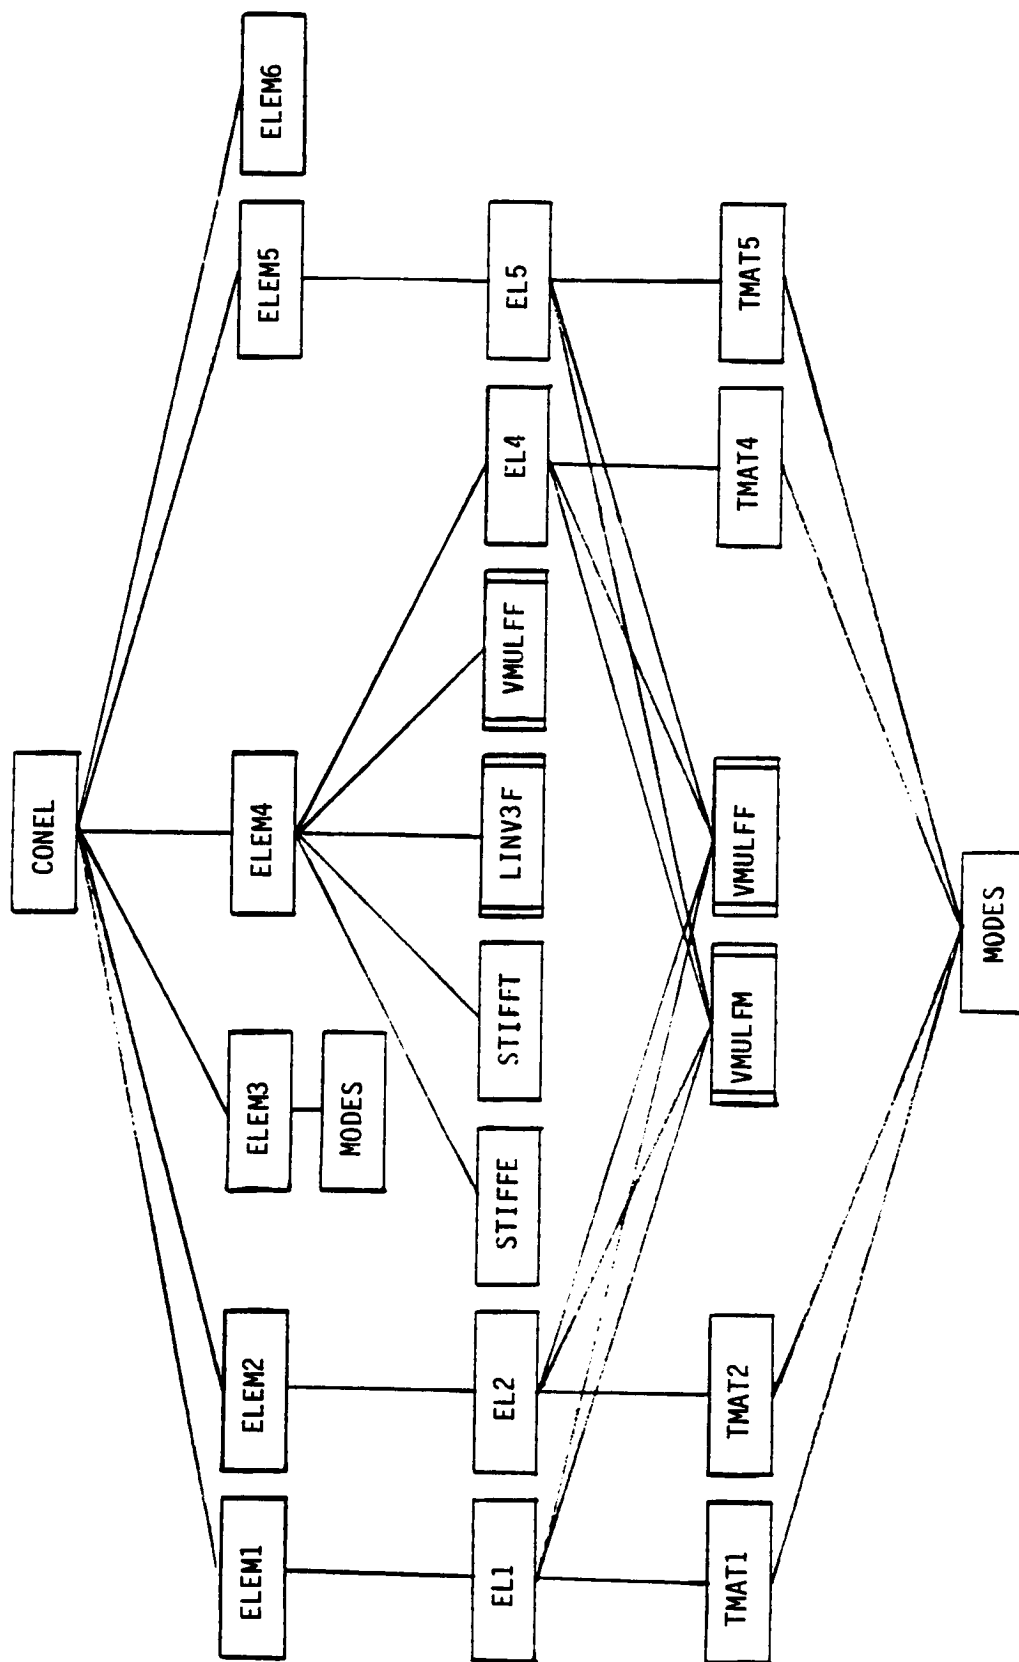 CONEL
ELEM1
ELEM2
ELEM3
ELEM4
ELEM5
ELEM6
MODES
EL1
EL2
STIFFE
STIFFT
LINV3F
VMULFF
EL4
EL5
TMAT1
TMAT2
VMULFM
VMULFF
TMAT4
TMAT5
MODES